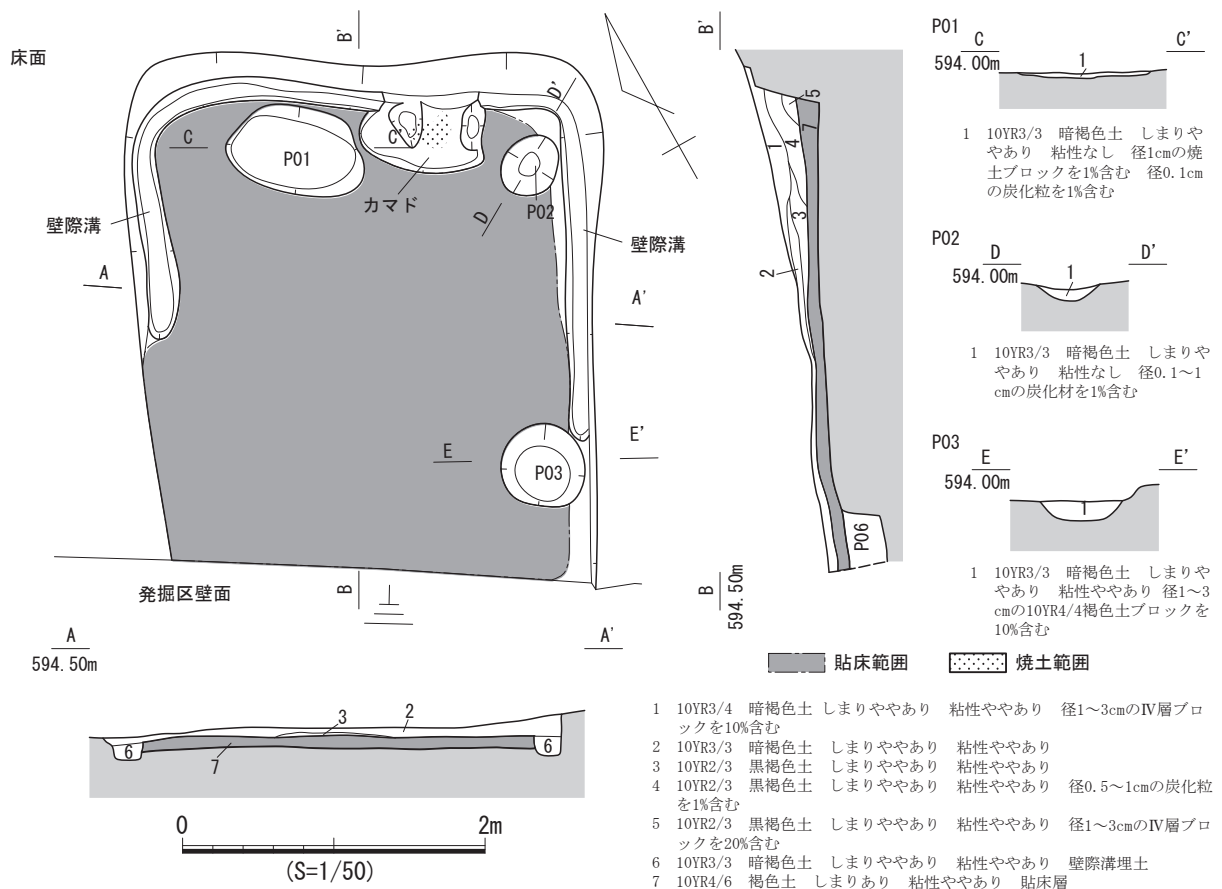 床面
B'
D'
C
C'
P01
カマド
P02
D
壁際溝
壁際溝
A
A'
E
E'
P03
発掘区壁面
B
B'
5
7
1
4
3
2
P06
B
594.50m
P01
C
C'
594.00m
1
1 10YR3/3 暗褐色土 しまりや
やあり 粘性なし 径1cmの焼
土ブロックを1%含む 径0.1cm
の炭化粒を1%含む
P02
D
D'
594.00m
1
1 10YR3/3 暗褐色土 しまりや
やあり 粘性なし 径0.1～1
cmの炭化材を1%含む
P03
E
E'
594.00m
1
1 10YR3/3 暗褐色土 しまりや
やあり 粘性ややあり 径1～3
cmの10YR4/4褐色土ブロックを
10%含む
A
A'
594.50m
3
2
6
6
7
0
2m
(S=1/50)
貼床範囲
焼土範囲
1 10YR3/4 暗褐色土 しまりややあり 粘性ややあり 径1～3cmのⅣ層ブロ
ックを10%含む
2 10YR3/3 暗褐色土 しまりややあり 粘性ややあり
3 10YR2/3 黒褐色土 しまりややあり 粘性ややあり
4 10YR2/3 黒褐色土 しまりややあり 粘性ややあり 径0.5～1cmの炭化粒
を1%含む
5 10YR2/3 黒褐色土 しまりややあり 粘性ややあり 径1～3cmのⅣ層ブロ
ックを20%含む
6 10YR3/3 暗褐色土 しまりややあり 粘性ややあり 壁際溝埋土
7 10YR4/6 褐色土 しまりあり 粘性ややあり 貼床層